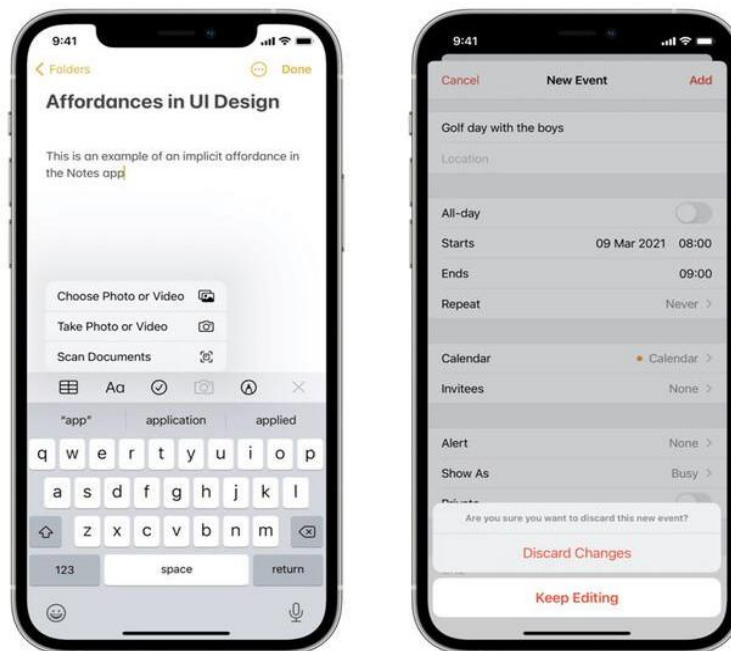 9:41
Folders
Done
Affordances in UI Design
This is an example of an implicit affordance in
the Notes app
Choose Photo or Video
Take Photo or Video
Scan Documents
Aa
“app”
application
applied
q w e r t y u i o p
a s d f g h j k l
z x c v b n m
123
space
return
9:41
Cancel
New Event
Add
Golf day with the boys
Location
All-day
Starts
09 Mar 2021 08:00
Ends
09:00
Repeat
Never
Calendar
Calendar
Invitees
None
Alert
None
Show As
Busy
Private
Are you sure you want to discard this new event?
Discard Changes
Keep Editing